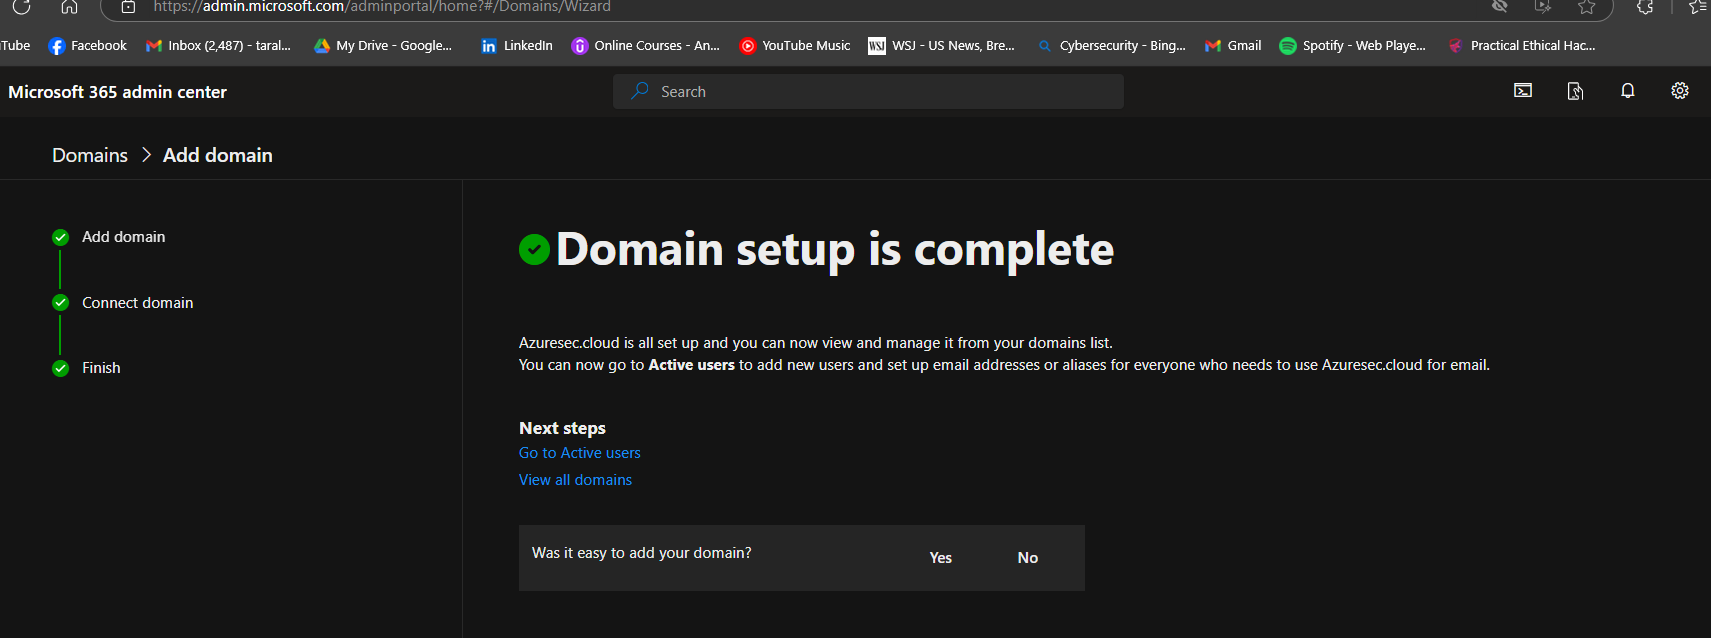 https://admin.microsoft.com/adminportal/home?#/Domains/Wizard
Tube Facebook Inbox (2,487) - taral... My Drive - Google... LinkedIn Online Courses - An... YouTube Music WSJ WSJ - US News, Bre... Cybersecurity - Bing... Gmail Spotify - Web Playe... Practical Ethical Hac...
Microsoft 365 admin center Search
Domains > Add domain
Add domain
Connect domain
Finish
Domain setup is complete
Azuresec.cloud is all set up and you can now view and manage it from your domains list.
You can now go to Active users to add new users and set up email addresses or aliases for everyone who needs to use Azuresec.cloud for email.
Next steps
Go to Active users
View all domains
Was it easy to add your domain? Yes No